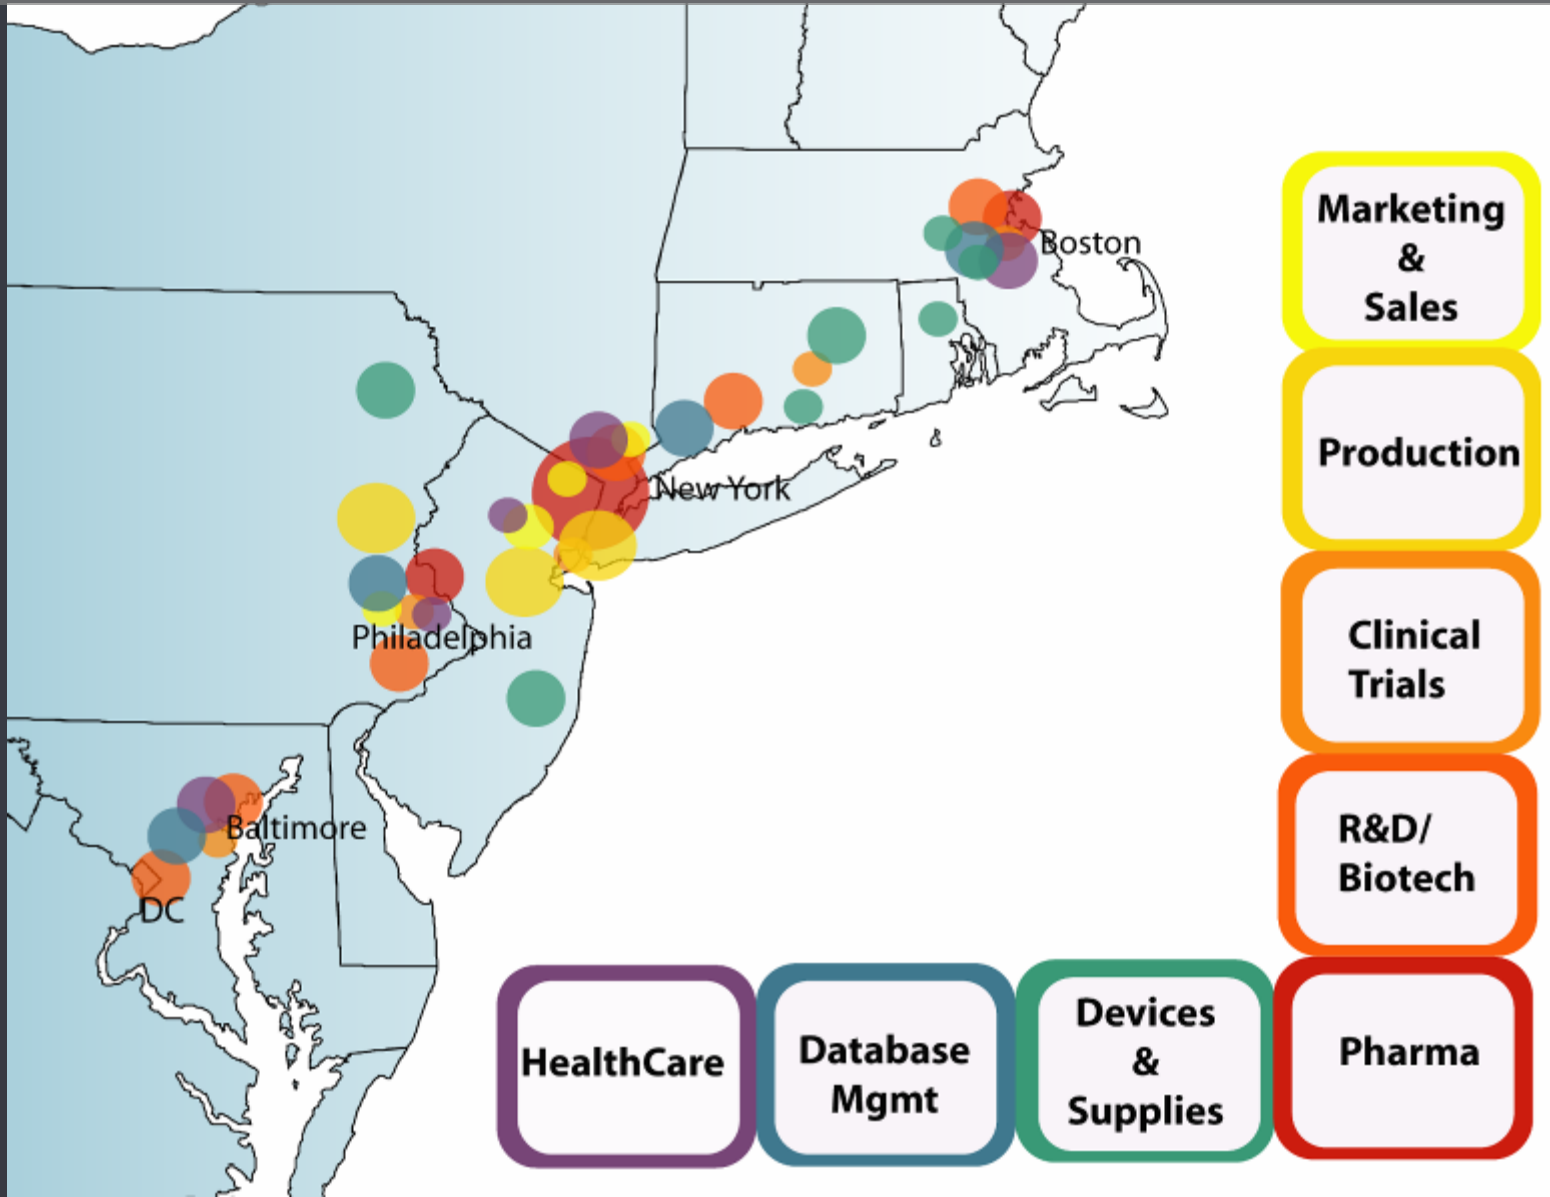 Boston
New York
Philadelphia
Baltimore
DC
Marketing
&
Sales
Production
Clinical
Trials
R&D/
Biotech
HealthCare
Database
Mgmt
Devices
&
Supplies
Pharma